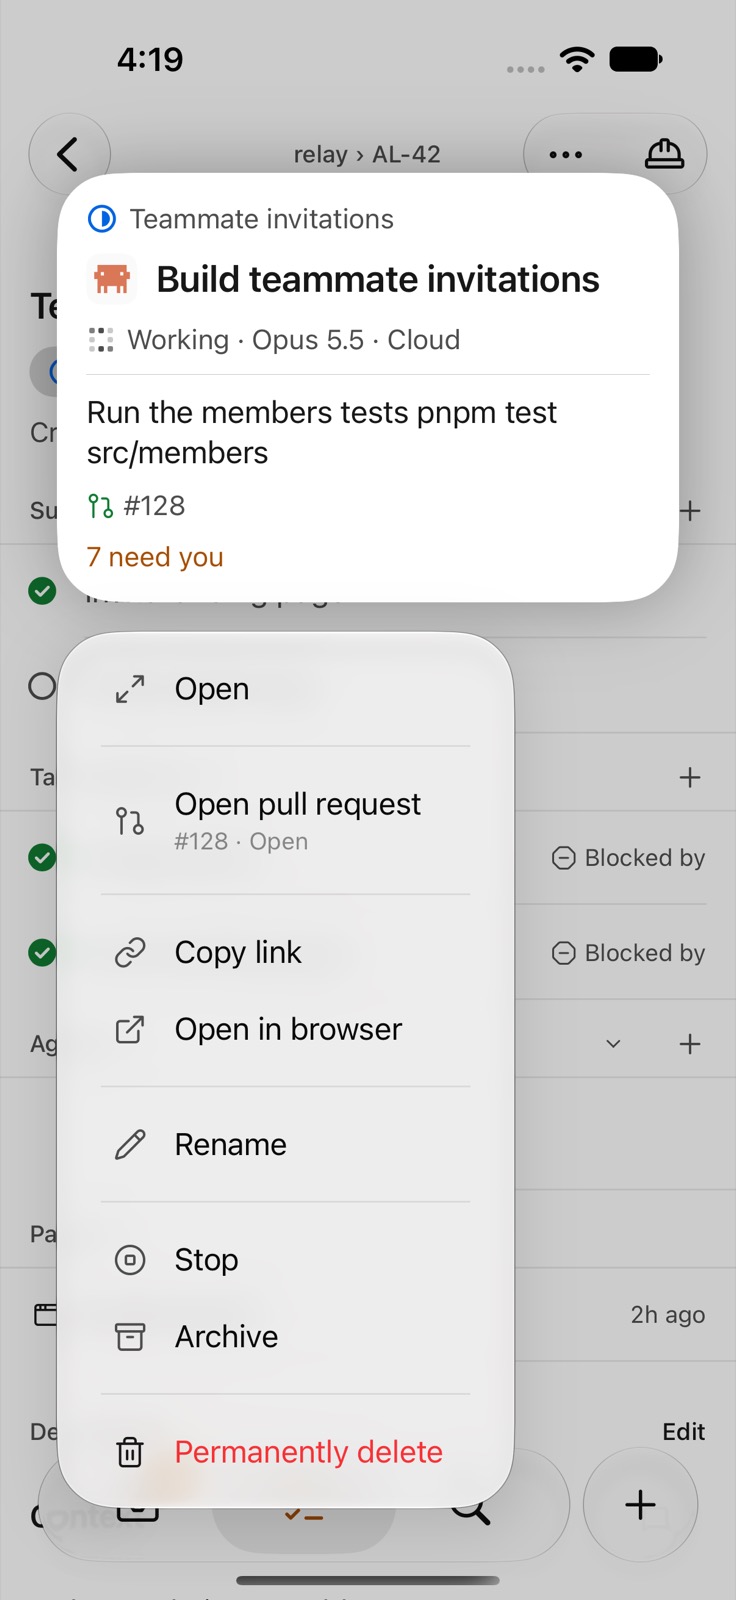 4:19
relay › AL-42
Teammate invitations
Build teammate invitations
Working · Opus 5.5 · Cloud
Run the members tests pnpm test
src/members
#128
7 need you
Open
Open pull request
#128 · Open
Blocked by
Copy link
Blocked by
Open in browser
Rename
Stop
2h ago
Archive
Edit
Permanently delete